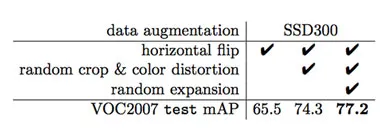 data augmentation SSD300
horizontal flip ✔ ✔ ✔
random crop & color distortion ✔ ✔
random expansion ✔
VOC2007 test mAP 65.5 74.3 77.2